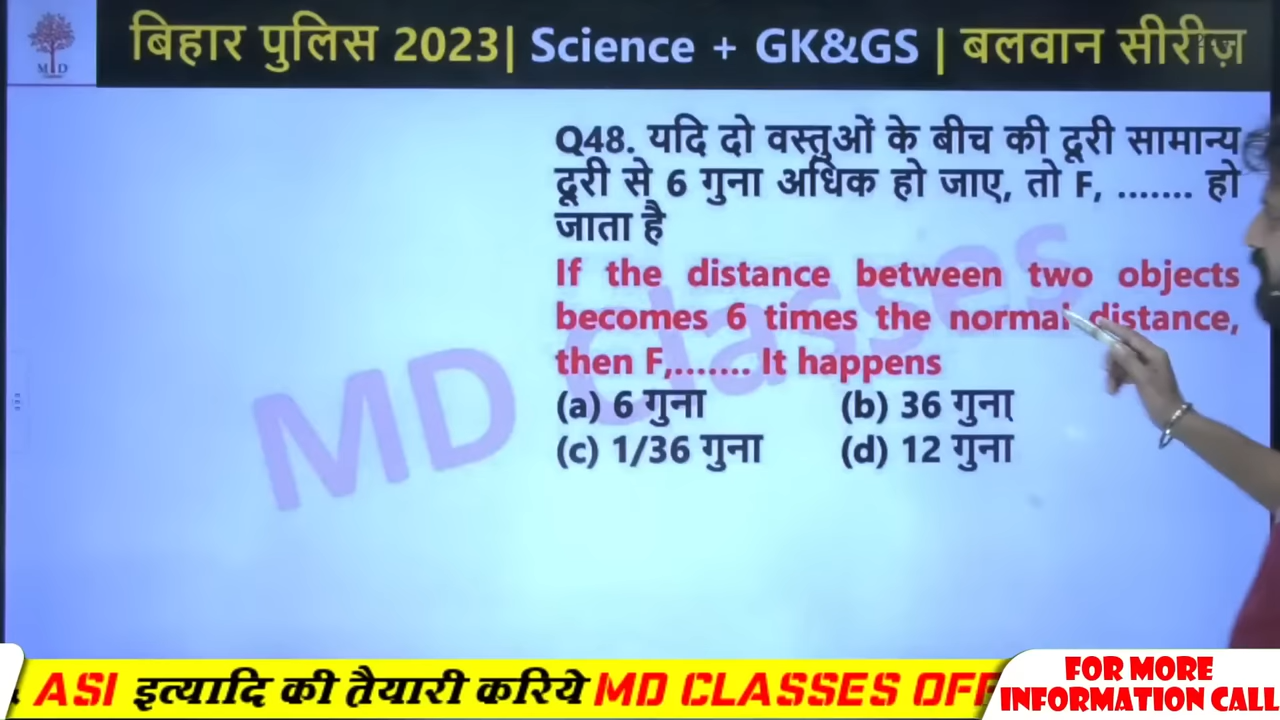 बिहार पुलिस 2023| Science + GK&GS | बलवान सीरीज़
MD
Q48. यदि दो वस्तुओं के बीच की दूरी सामान्य
दूरी से 6 गुना अधिक हो जाए, तो F, ....... हो
जाता है
If the distance between two objects
becomes 6 times the normal distance,
then F,....... It happens
(a) 6 गुना (b) 36 गुना
(c) 1/36 गुना (d) 12 गुना
MD Classes
ASI इत्यादि की तैयारी करिये MD CLASSES OFF
FOR MORE
INFORMATION CALL